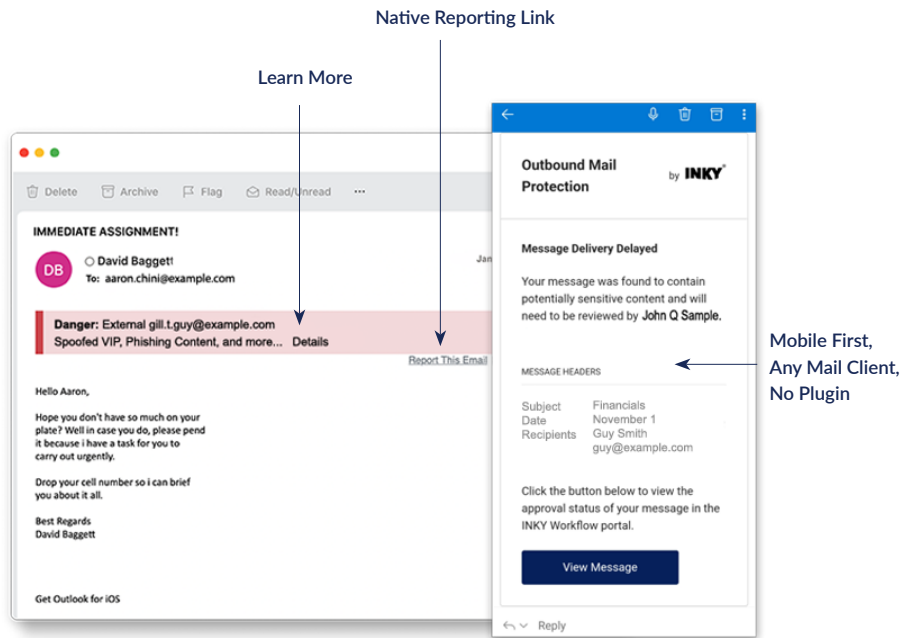 Native Reporting Link
Learn More
Delete Archive Flag Read/Unread ...
IMMEDIATE ASSIGNMENT!
DB
David Baggett
Jan
To: aaron.chini@example.com
Danger: External gill.t.guy@example.com
Spoofed VIP, Phishing Content, and more... Details
Report This Email
Hello Aaron,
Hope you don't have so much on your
plate? Well in case you do, please pend
it because i have a task for you to
carry out urgently.
Drop your cell number so i can brief
you about it all.
Best Regards
David Baggett
Get Outlook for iOS
Outbound Mail
Protection
by INKY
Message Delivery Delayed
Your message was found to contain
potentially sensitive content and will
need to be reviewed by John Q Sample.
MESSAGE HEADERS
Subject Financials
Date November 1
Recipients Guy Smith
guy@example.com
Click the button below to view the
approval status of your message in the
INKY Workflow portal.
View Message
Reply
Mobile First,
Any Mail Client,
No Plugin